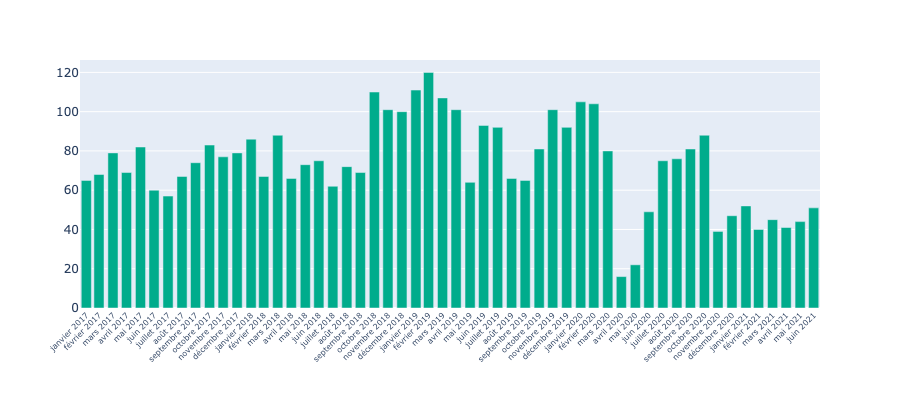 120
100
80
60
40
20
0
janvier 2017
février 2017
mars 2017
avril 2017
mai 2017
juin 2017
juillet 2017
août 2017
septembre 2017
octobre 2017
novembre 2017
décembre 2017
janvier 2018
février 2018
mars 2018
avril 2018
mai 2018
juin 2018
juillet 2018
août 2018
septembre 2018
octobre 2018
novembre 2018
décembre 2018
janvier 2019
février 2019
mars 2019
avril 2019
mai 2019
juin 2019
juillet 2019
août 2019
septembre 2019
octobre 2019
novembre 2019
décembre 2019
janvier 2020
février 2020
mars 2020
avril 2020
mai 2020
juin 2020
juillet 2020
août 2020
septembre 2020
octobre 2020
novembre 2020
décembre 2020
janvier 2021
février 2021
mars 2021
avril 2021
mai 2021
juin 2021